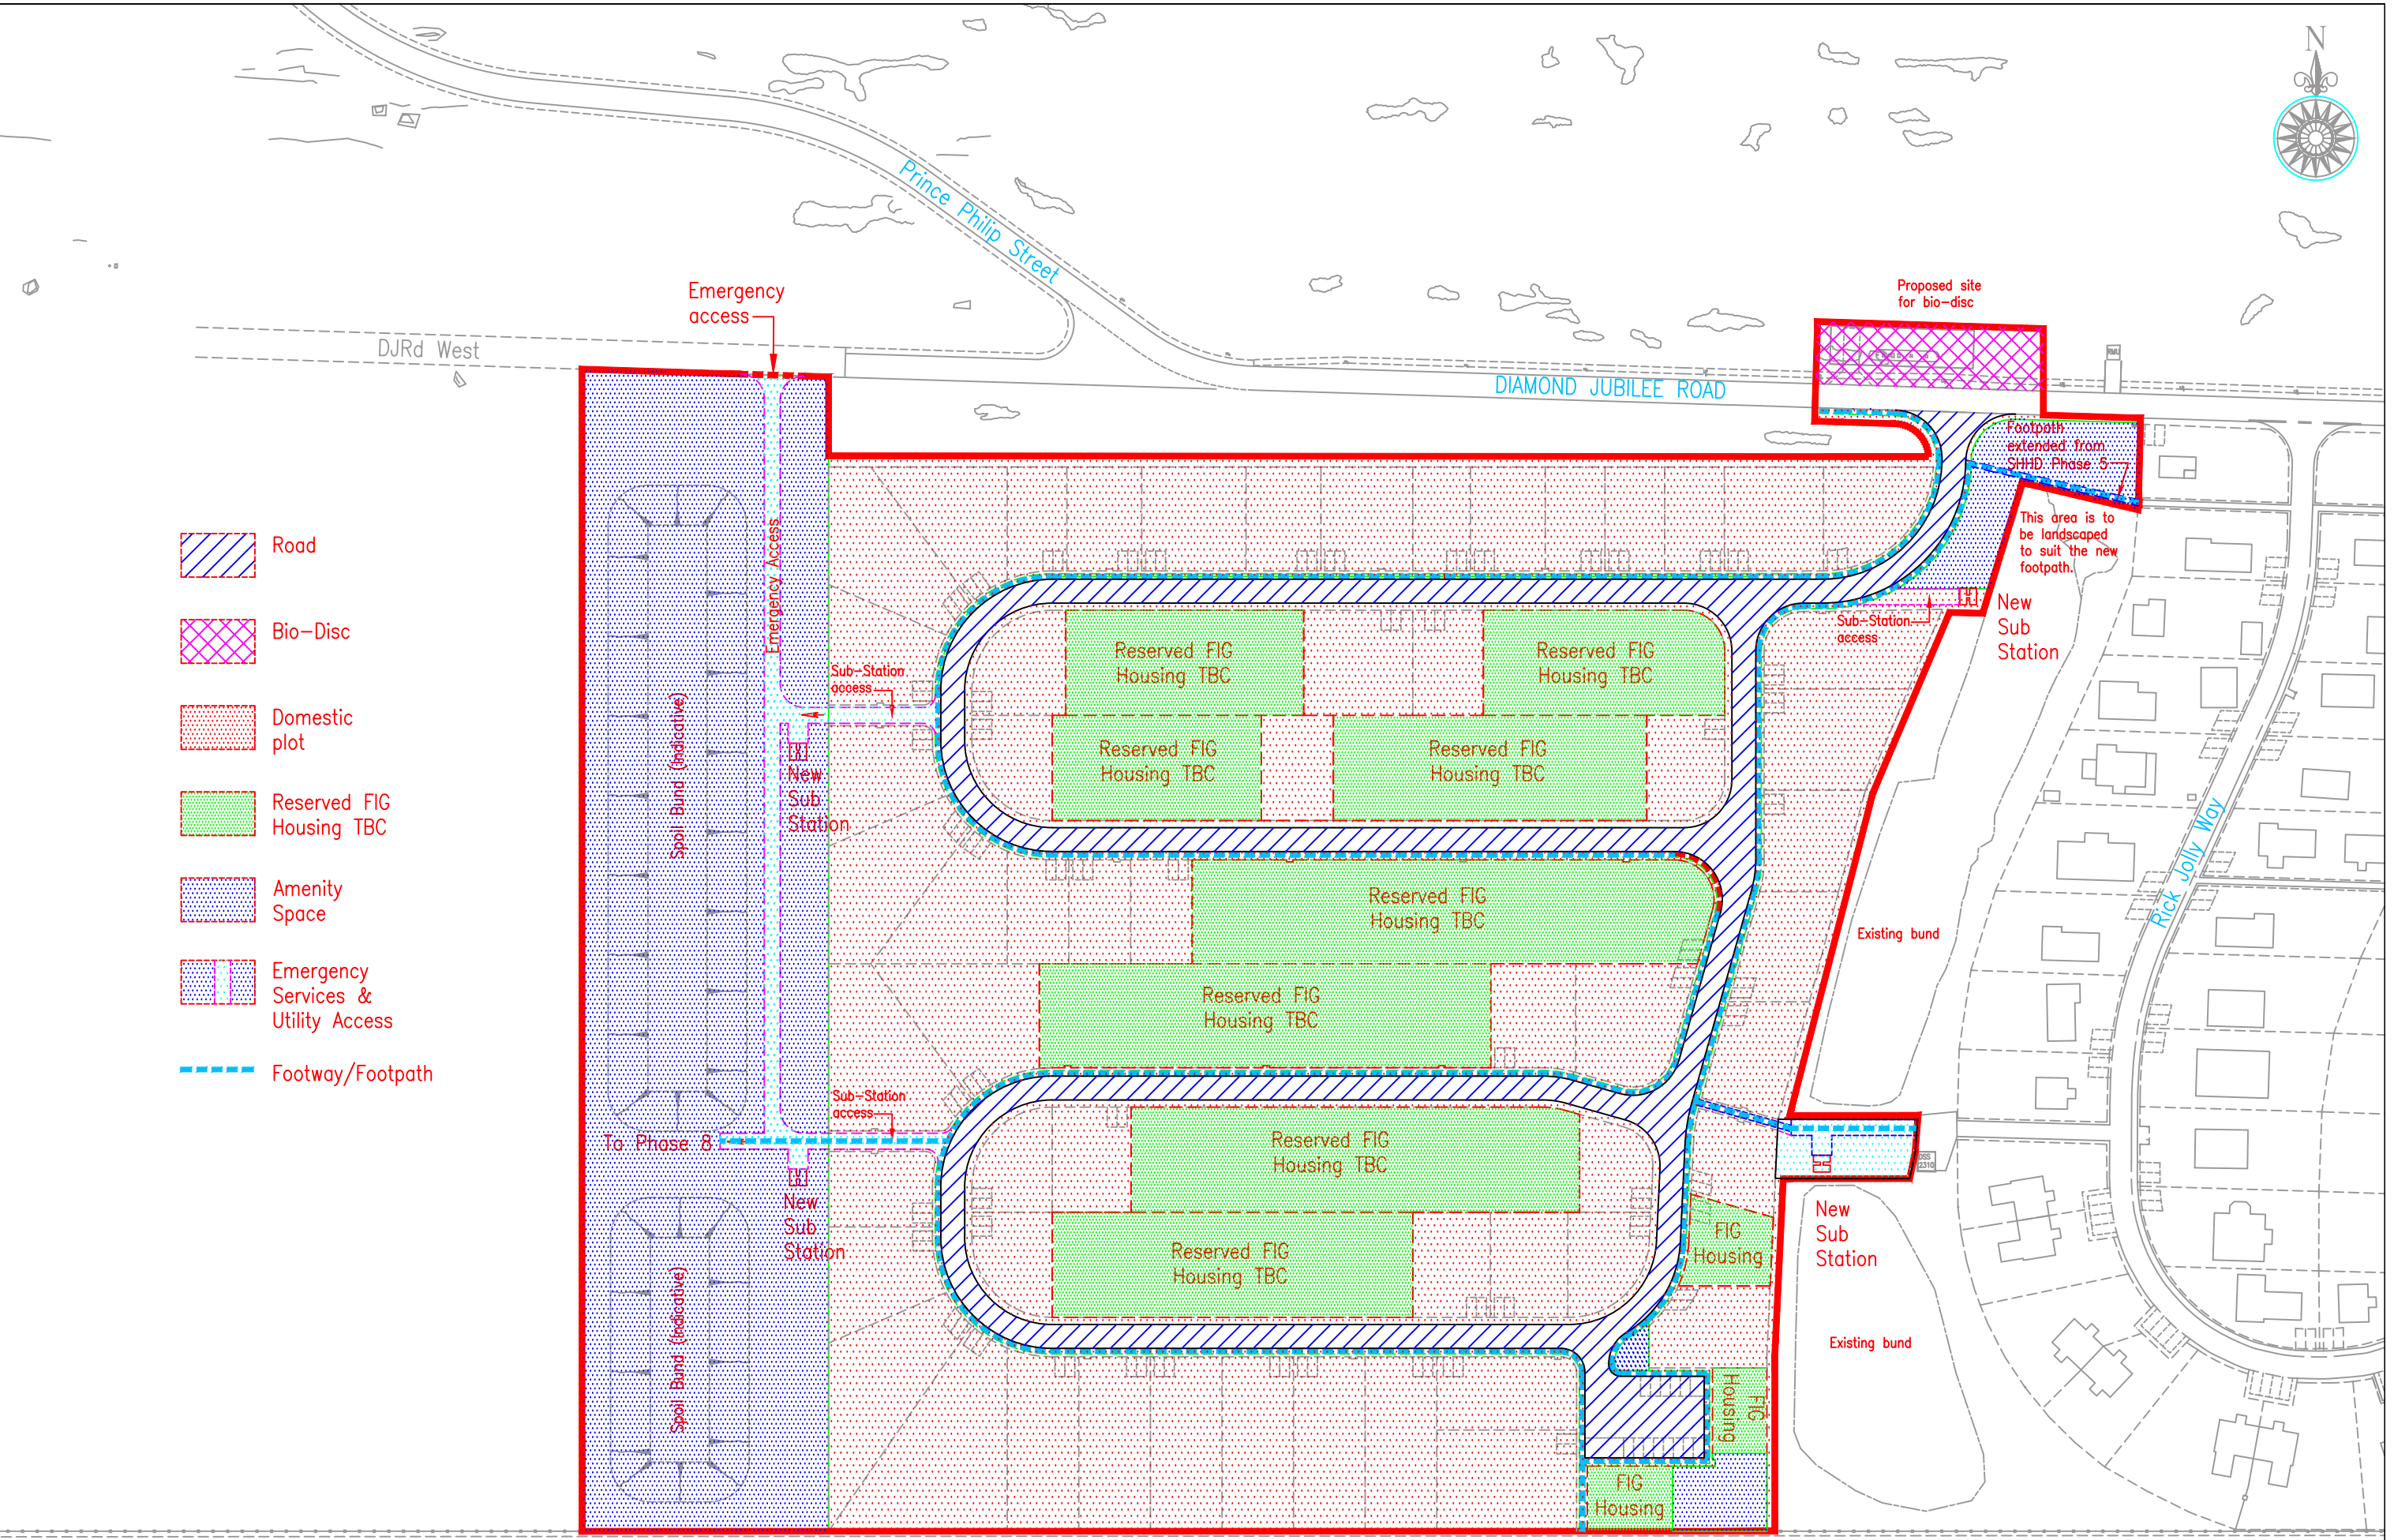 N
Prince Philip Street
Emergency
access
Proposed site
for bio-disc
DJRd West
DIAMOND JUBILEE ROAD
Footpath
extended from
SHHD Phase 5
This area is to
be landscaped
to suit the new
footpath.
Emergency Access
Road
Bio-Disc
Domestic
plot
Reserved FIG
Housing TBC
Amenity
Space
Emergency
Services &
Utility Access
Footway/Footpath
Sub-Station
access
New
Sub
Station
Reserved FIG
Housing TBC
Reserved FIG
Housing TBC
Sub-Station
access
Spoil Bund (Indicative)
Reserved FIG
Housing TBC
Reserved FIG
Housing TBC
New
Sub
Station
Rick Jolly Way
Reserved FIG
Housing TBC
Existing bund
Reserved FIG
Housing TBC
Sub-Station
access
To Phase 8
Reserved FIG
Housing TBC
DSS
2310
New
Sub
Station
Reserved FIG
Housing TBC
FIG
Housing
New
Sub
Station
Spoil Bund (Indicative)
Existing bund
FIG
Housing
FIG
Housing